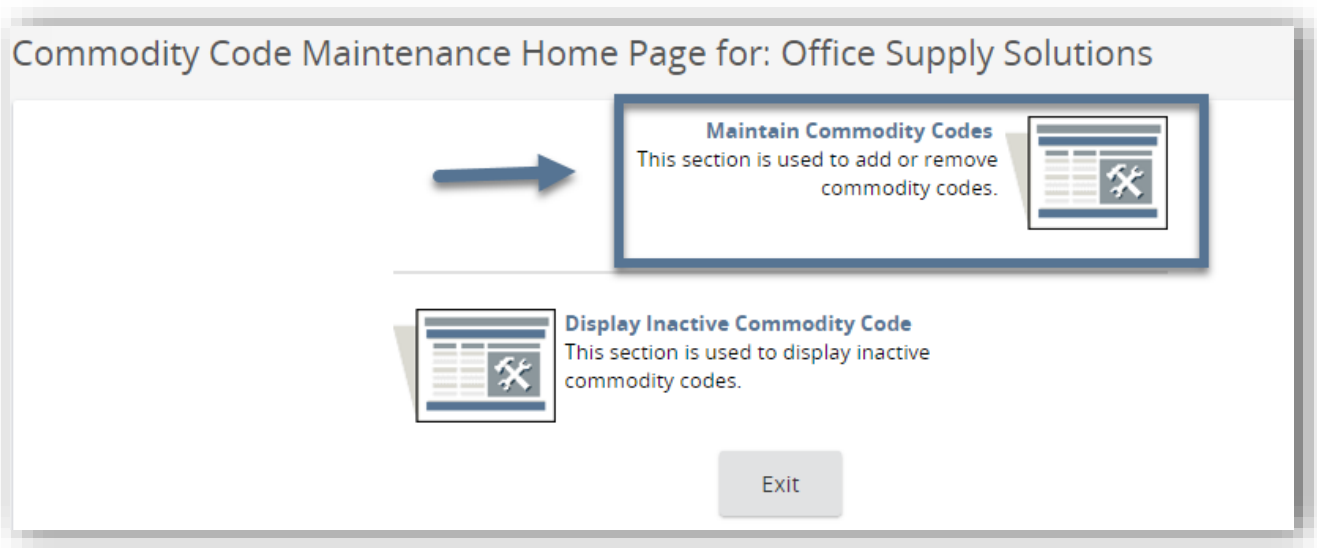 Commodity Code Maintenance Home Page for: Office Supply Solutions
Maintain Commodity Codes
This section is used to add or remove
commodity codes.
Display Inactive Commodity Code
This section is used to display inactive
commodity codes.
Exit